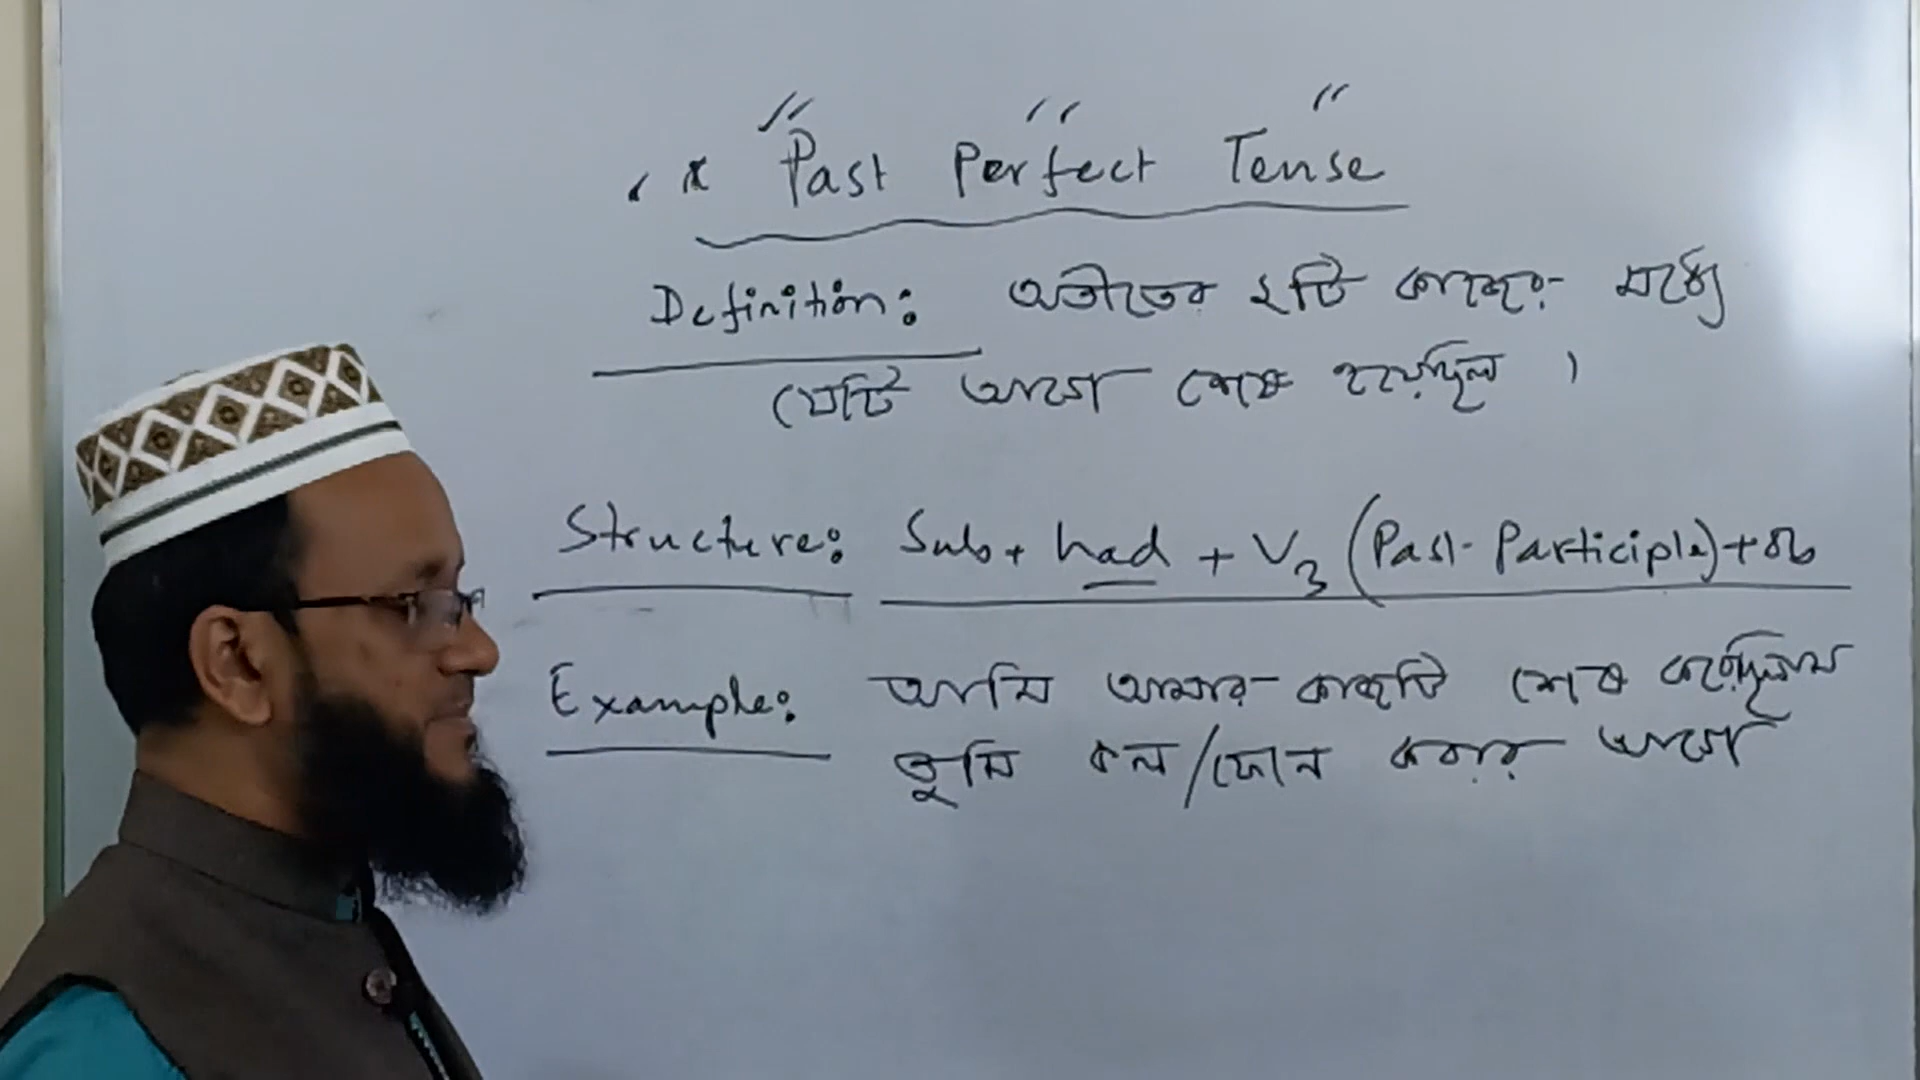 * "Past Perfect Tense"
Definition: অতীতের ২টি কাজের মধ্যে
যেটি আগে শেষ হয়েছিল ।
Structure: Sub + had + V3 (Past Participle) + ob
Example: আমি আমার কাজটি শেষ করেছিলাম
তুমি কল/ফোন করার আগে